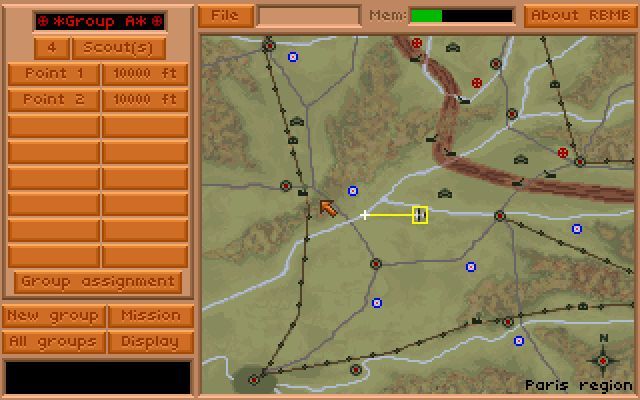 *Group A*
File
Mem:
About RBMB
4 Scout(s)
Point 1 10000 ft
Point 2 10000 ft
Group assignment
New group Mission
All groups Display
N
Paris region